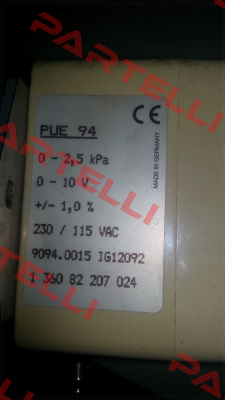 PARTELLI
PUE 94
0 - 2,5 kPa
0 - 10 V
+/- 1,0 %
230 / 115 VAC
9094.0015 IG12092
1 360 82 207 024
CE
MADE IN GERMANY
PARTELLI
PARTELLI